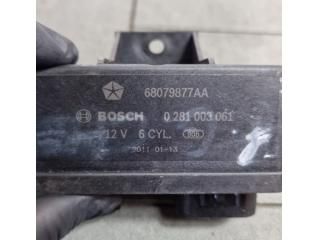 68079877AA
BOSCH 0 281 003 061
12 V 6 CYL.
2011-01-13